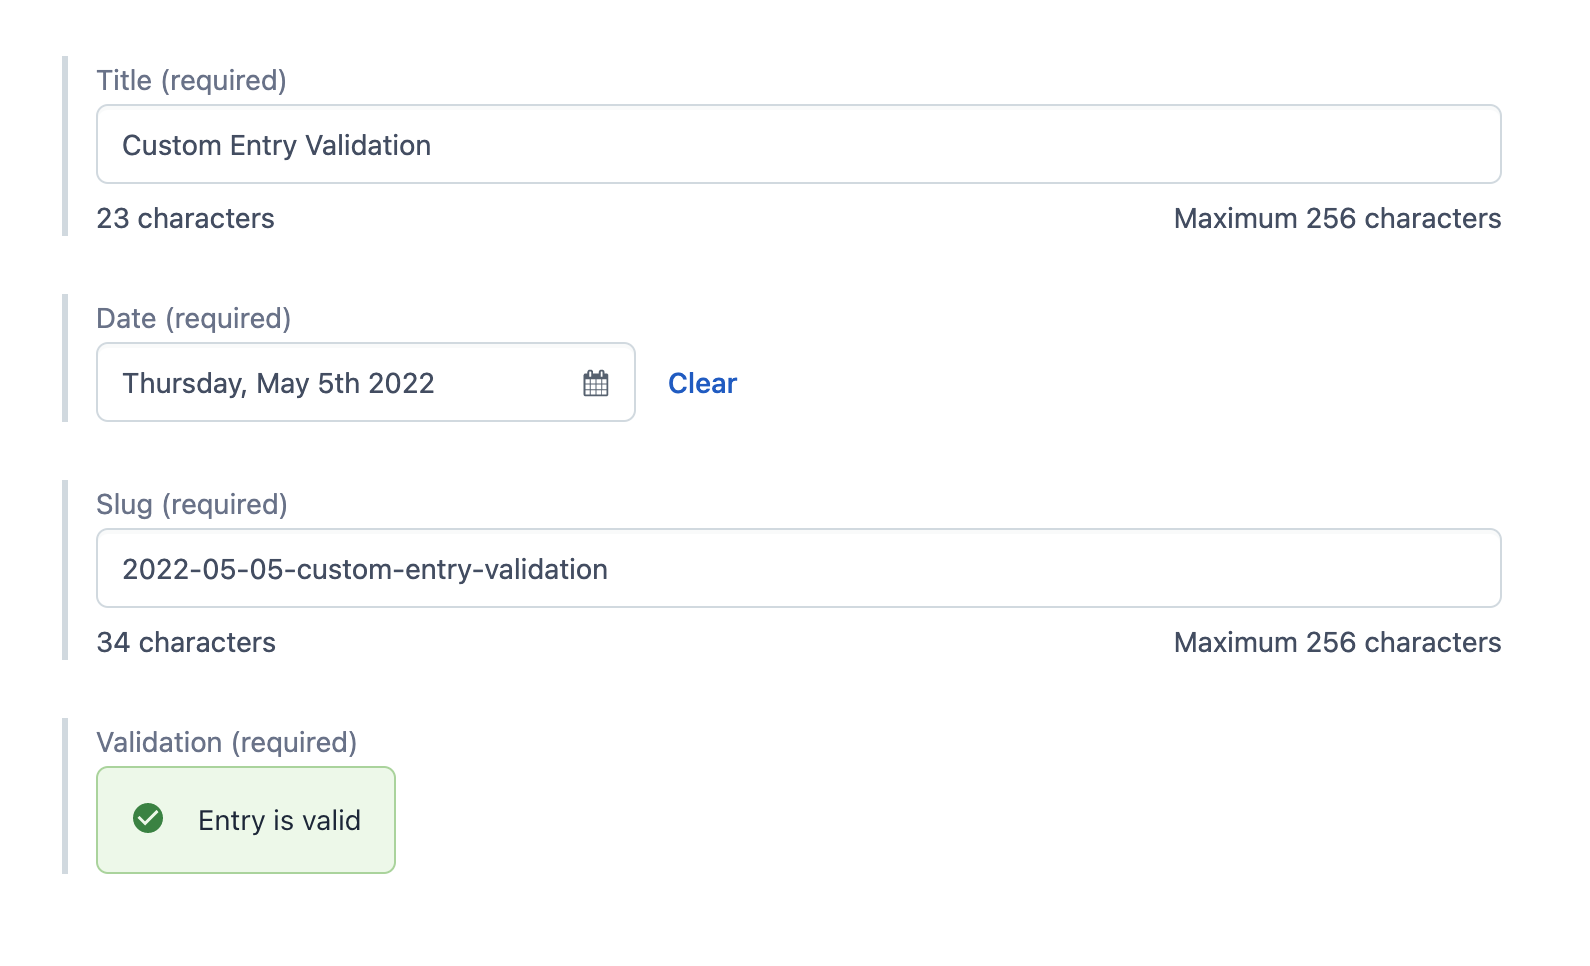 Title (required)
Custom Entry Validation
23 characters Maximum 256 characters
Date (required)
Thursday, May 5th 2022 Clear
Slug (required)
2022-05-05-custom-entry-validation
34 characters Maximum 256 characters
Validation (required)
Entry is valid